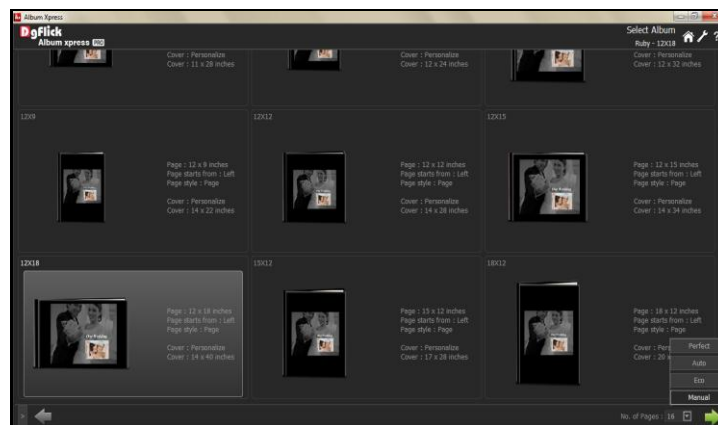 Album Xpress
DgFlick
Album xpress PRO
Select Album
Ruby - 12X18
Cover : Personalize
Cover : 11 x 28 inches
Cover : Personalize
Cover : 12 x 24 inches
Cover : Personalize
Cover : 12 x 32 inches
12X9
Page : 12 x 9 inches
Page starts from : Left
Page style : Page
Cover : Personalize
Cover : 14 x 22 inches
12X12
Page : 12 x 12 inches
Page starts from : Left
Page style : Page
Cover : Personalize
Cover : 14 x 28 inches
12X15
Page : 12 x 15 inches
Page starts from : Left
Page style : Page
Cover : Personalize
Cover : 14 x 34 inches
12X18
Page : 12 x 18 inches
Page starts from : Left
Page style : Page
Cover : Personalize
Cover : 14 x 40 inches
15X12
Page : 15 x 12 inches
Page starts from : Left
Page style : Page
Cover : Personalize
Cover : 17 x 28 inches
18X12
Page : 18 x 12 inches
Page starts from : Left
Page style : Page
Cover : Pers
Cover : 20 x
Perfect
Auto
Eco
Manual
No. of Pages : 16